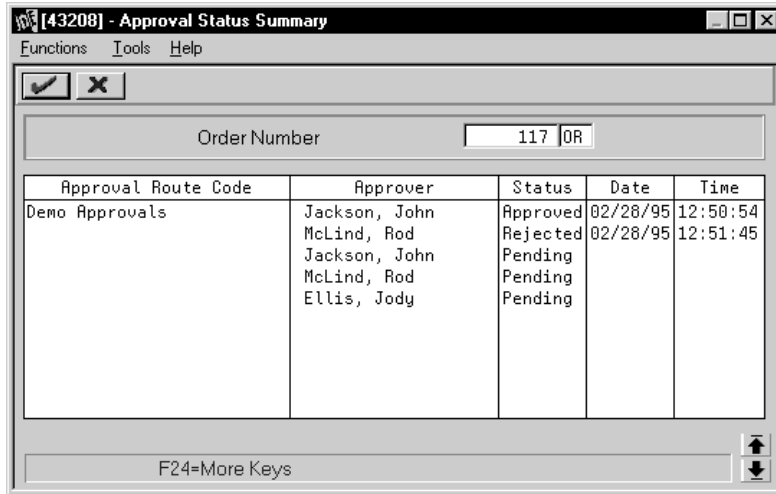 [43208] - Approval Status Summary
Functions Tools Help
Order Number 117 OR
Approval Route Code Approver Status Date Time
Demo Approvals Jackson, John Approved 02/28/95 12:50:54
McLind, Rod Rejected 02/28/95 12:51:45
Jackson, John Pending
McLind, Rod Pending
Ellis, Jody Pending
F24=More Keys